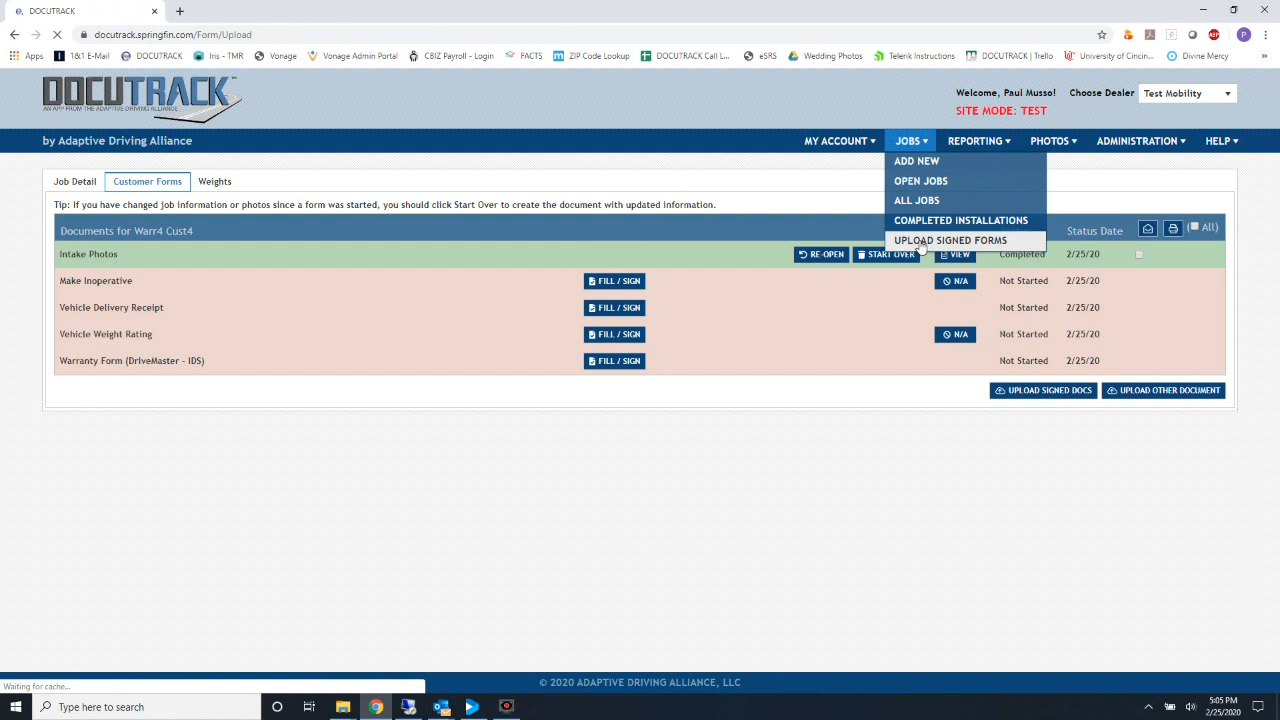 DOCUTRACK
docutrack.springfin.com/Form/Upload
Apps 1&1 E-Mail DOCUTRACK Iris - TMR Vonage Vonage Admin Portal CBIZ Payroll - Login FACTS ZIP Code Lookup DOCUTRACK Call L... DOCUTRACK | Trello eSRS Wedding Photos Telerik Instructions University of Cincin... Divine Mercy »
DOCUTRACK
AN APP FROM THE ADAPTIVE DRIVING ALLIANCE
Welcome, Paul Musso! Choose Dealer Test Mobility
SITE MODE: TEST
by Adaptive Driving Alliance
MY ACCOUNT JOBS REPORTING PHOTOS ADMINISTRATION HELP
ADD NEW
OPEN JOBS
ALL JOBS
COMPLETED INSTALLATIONS
UPLOAD SIGNED FORMS
Job Detail Customer Forms Weights
Tip: If you have changed job information or photos since a form was started, you should click Start Over to create the document with updated information.
Documents for Warr4 Cust4 Status Date All)
Intake Photos RE-OPEN START OVER VIEW Completed 2/25/20
Make Inoperative FILL / SIGN N/A Not Started 2/25/20
Vehicle Delivery Receipt FILL / SIGN Not Started 2/25/20
Vehicle Weight Rating FILL / SIGN N/A Not Started 2/25/20
Warranty Form (DriveMaster - IDS) FILL / SIGN Not Started 2/25/20
UPLOAD SIGNED DOCS UPLOAD OTHER DOCUMENT
© 2020 ADAPTIVE DRIVING ALLIANCE, LLC
Waiting for cache...
Type here to search
5:05 PM
2/25/2020